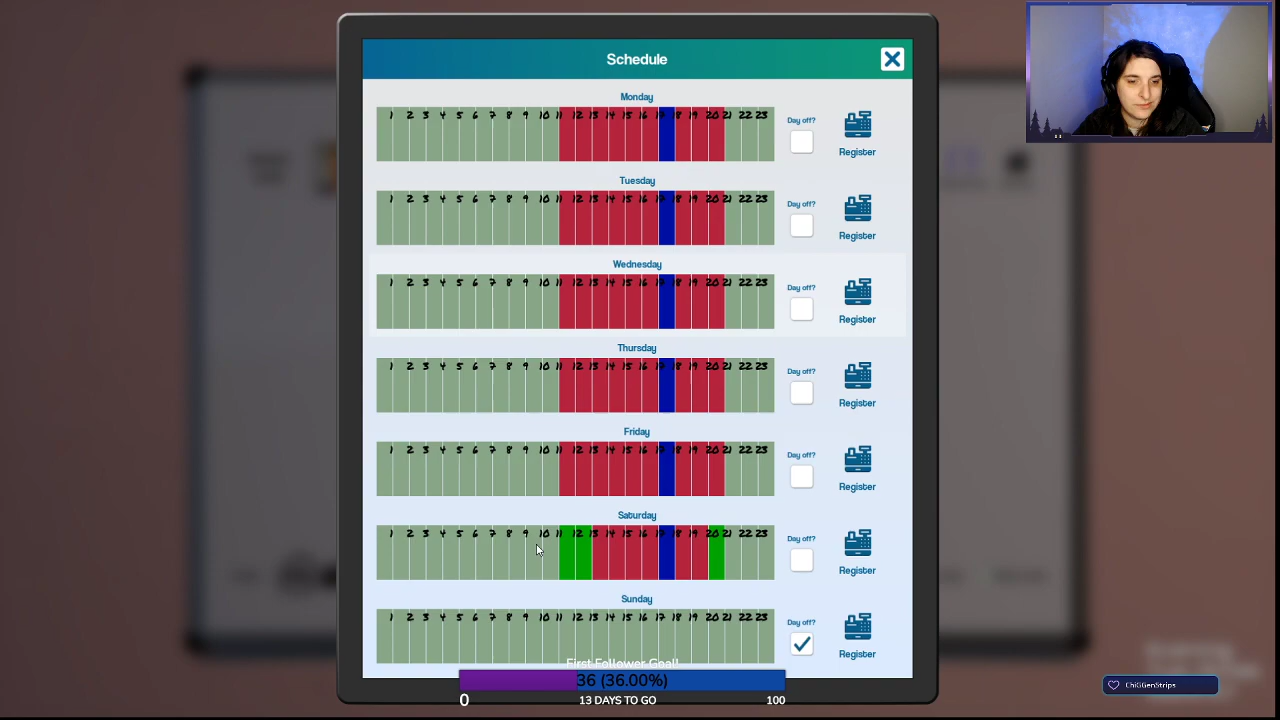 Schedule
Monday
1 2 3 4 5 6 7 8 9 10 11 12 13 14 15 16 17 18 19 20 21 22 23
Day off?
Register
Tuesday
1 2 3 4 5 6 7 8 9 10 11 12 13 14 15 16 17 18 19 20 21 22 23
Day off?
Register
Wednesday
1 2 3 4 5 6 7 8 9 10 11 12 13 14 15 16 17 18 19 20 21 22 23
Day off?
Register
Thursday
1 2 3 4 5 6 7 8 9 10 11 12 13 14 15 16 17 18 19 20 21 22 23
Day off?
Register
Friday
1 2 3 4 5 6 7 8 9 10 11 12 13 14 15 16 17 18 19 20 21 22 23
Day off?
Register
Saturday
1 2 3 4 5 6 7 8 9 10 11 12 13 14 15 16 17 18 19 20 21 22 23
Day off?
Register
Sunday
1 2 3 4 5 6 7 8 9 10 11 12 13 14 15 16 17 18 19 20 21 22 23
Day off?
Register
First Follower Goal!
36 (36.00%)
0 13 DAYS TO GO 100
ChiGGenStrips